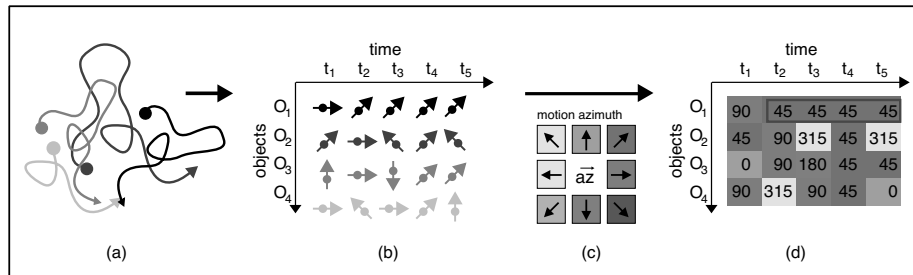 time
t1 t2 t3 t4 t5
objects
O1
O2
O3
O4
motion azimuth
az
time
t1 t2 t3 t4 t5
objects
O1 90 45 45 45 45
O2 45 90 315 45 315
O3 0 90 180 45 45
O4 90 315 90 45 0
(a) (b) (c) (d)